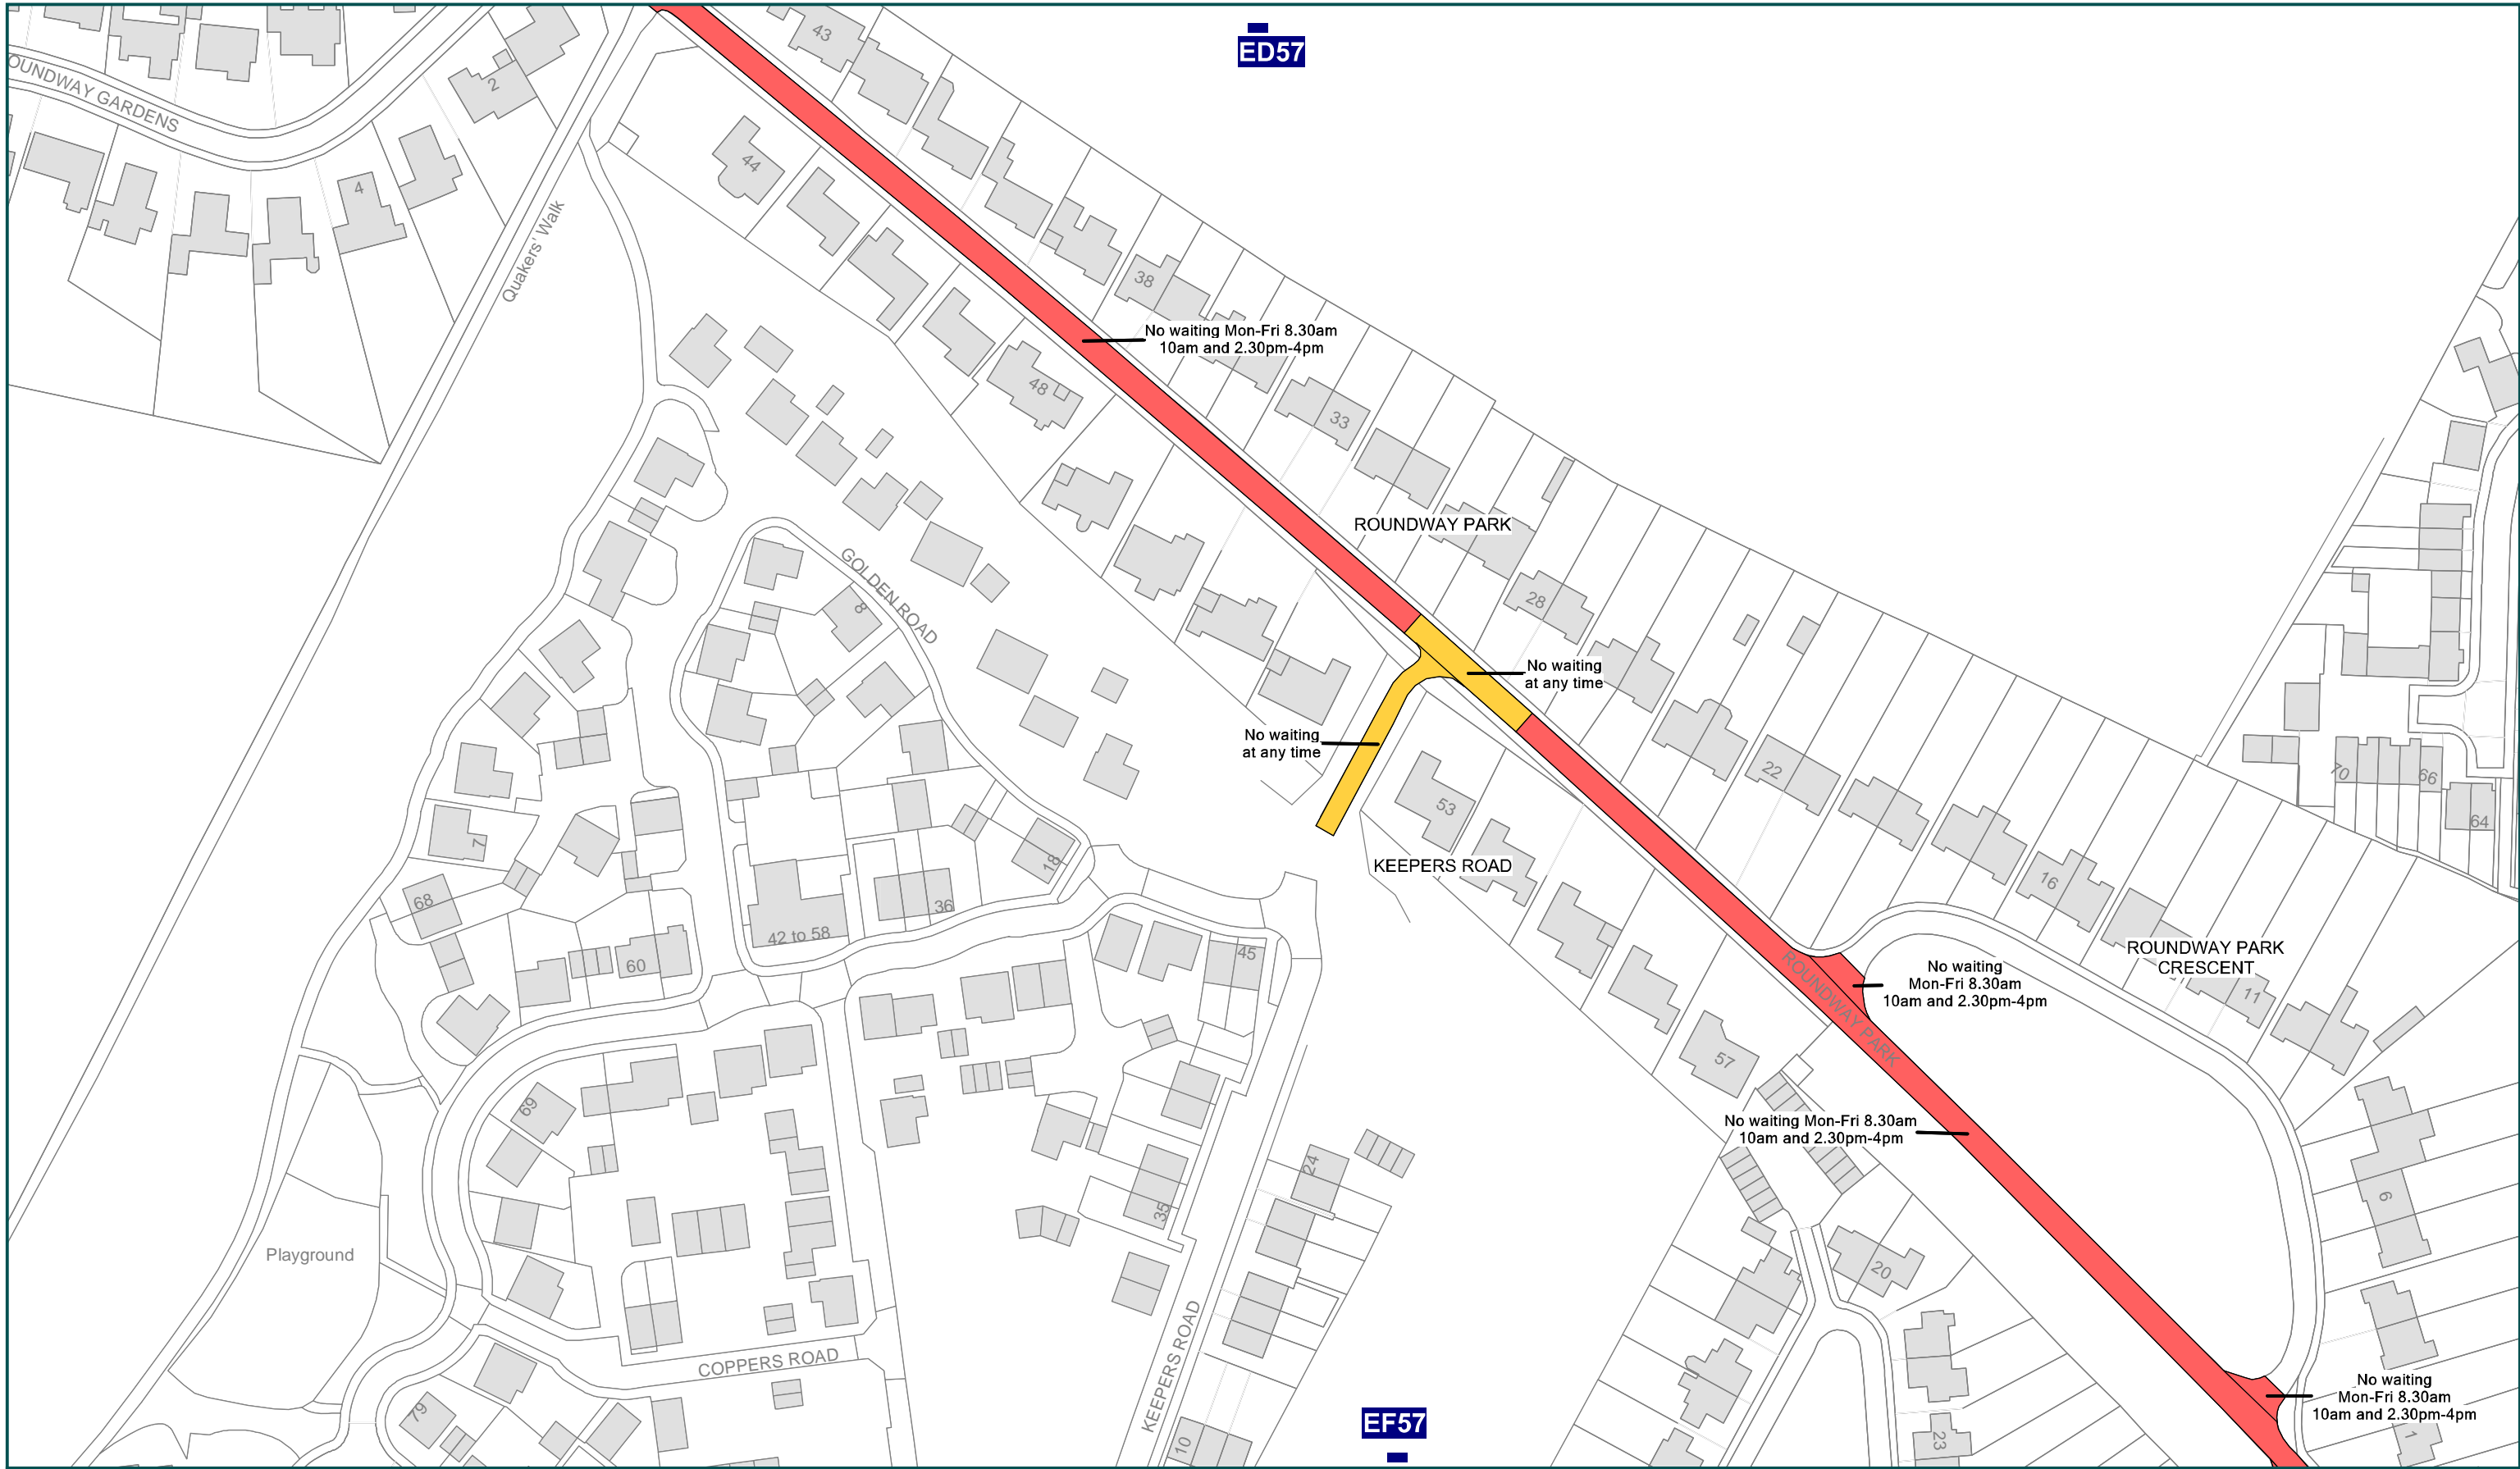 ED57
43
OUNDWAY GARDENS
2
4
44
Quakers' Walk
38
No waiting Mon-Fri 8.30am
10am and 2.30pm-4pm
48
33
ROUNDWAY PARK
GOLDEN ROAD
8
28
No waiting
at any time
No waiting
at any time
22
70
66
64
53
KEEPERS ROAD
7
18
68
36
42 to 58
60
45
16
ROUNDWAY PARK
CRESCENT
11
ROUNDWAY PARK
No waiting
Mon-Fri 8.30am
10am and 2.30pm-4pm
57
69
No waiting Mon-Fri 8.30am
10am and 2.30pm-4pm
24
35
6
Playground
20
COPPERS ROAD
KEEPERS ROAD
79
10
EF57
23
No waiting
Mon-Fri 8.30am
10am and 2.30pm-4pm
1